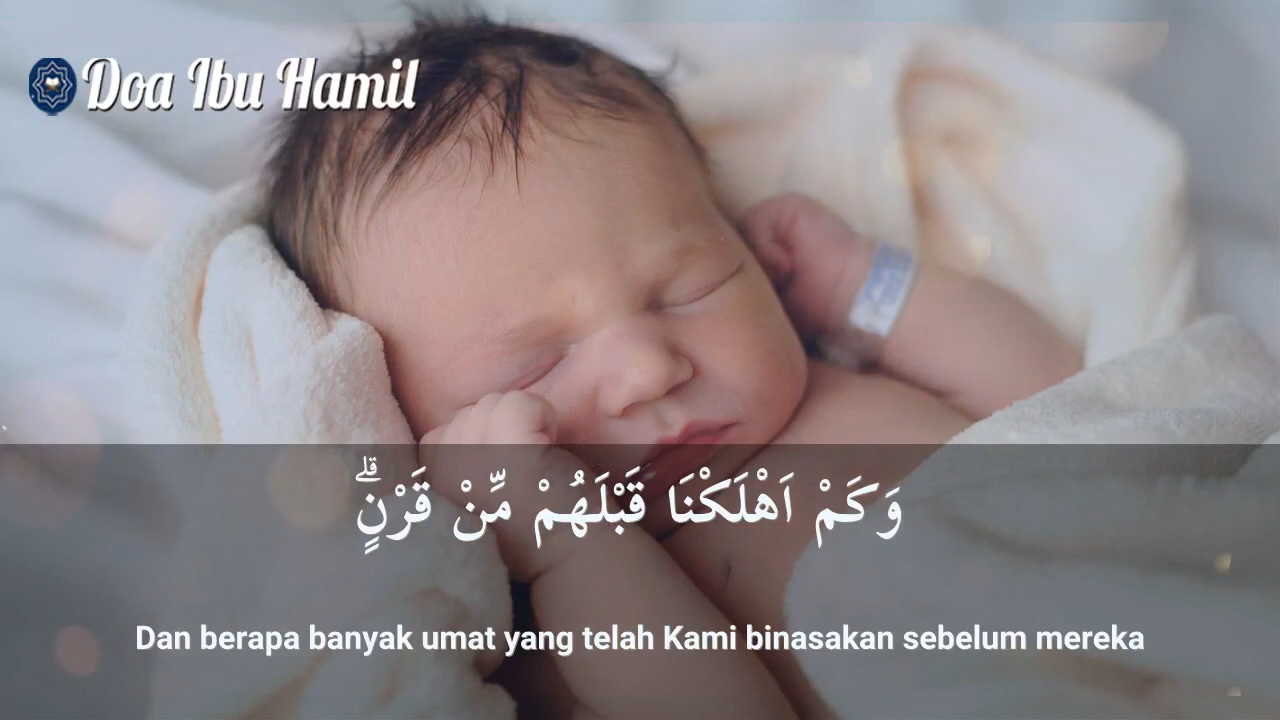 Doa Ibu Hamil
وَكَمْ اَهْلَكْنَا قَبْلَهُمْ مِّنْ قَرْنٍۗ
Dan berapa banyak umat yang telah Kami binasakan sebelum mereka